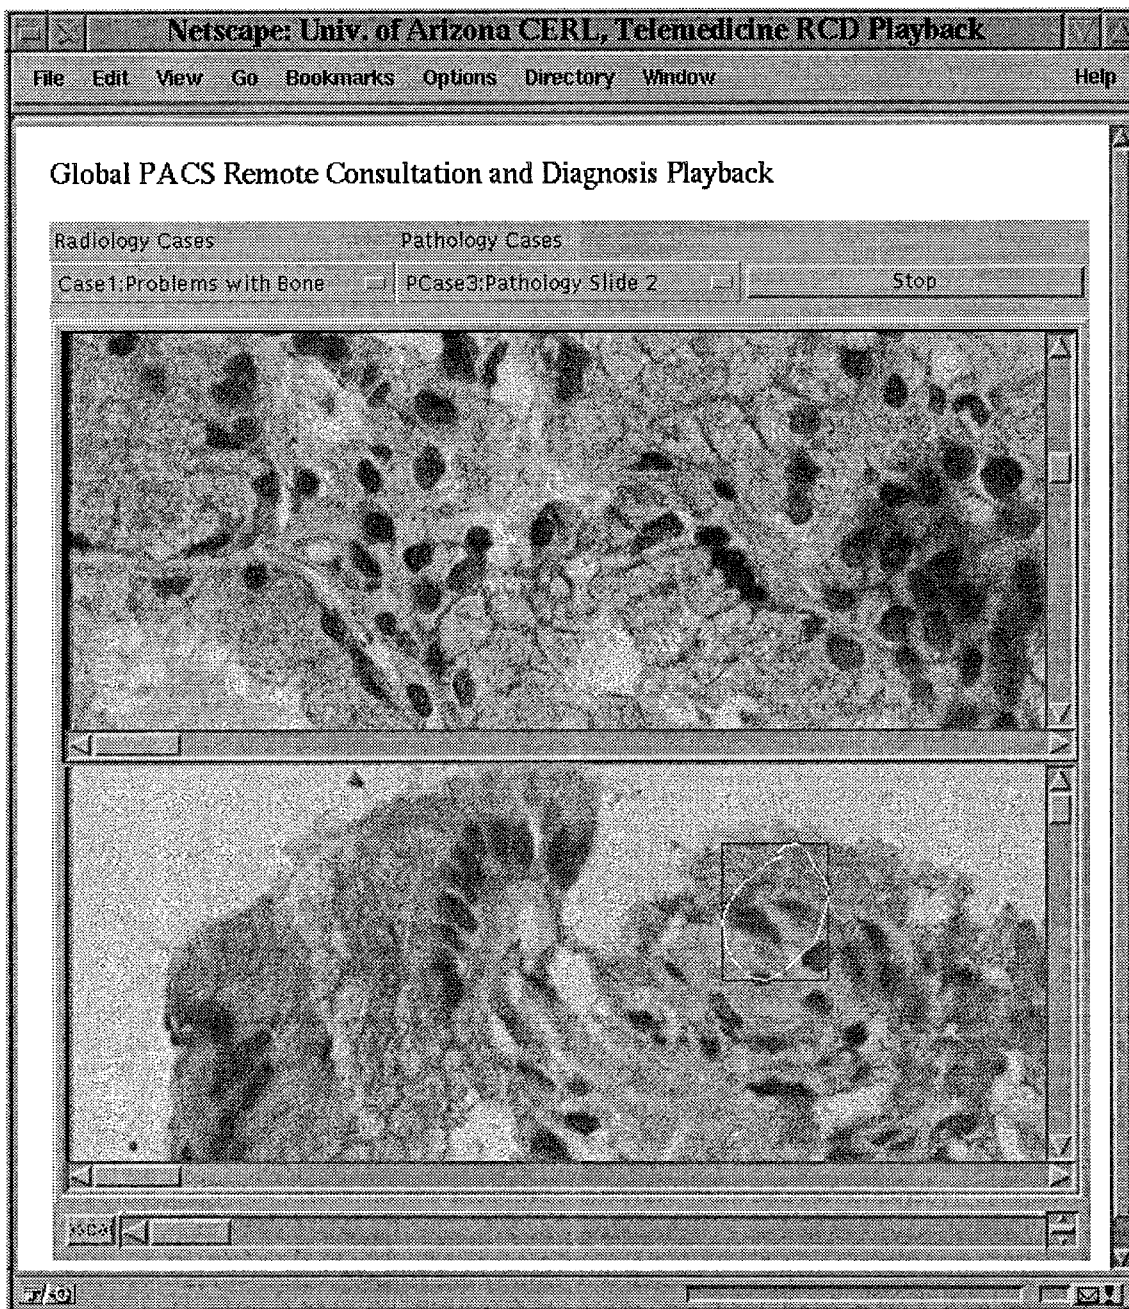 Netscape: Univ. of Arizona CERL, Telemedicine RCD Playback
File Edit View Go Bookmarks Options Directory Window Help
Global PACS Remote Consultation and Diagnosis Playback
Radiology Cases Pathology Cases
Case1:Problems with Bone PCase3:Pathology Slide 2 Stop